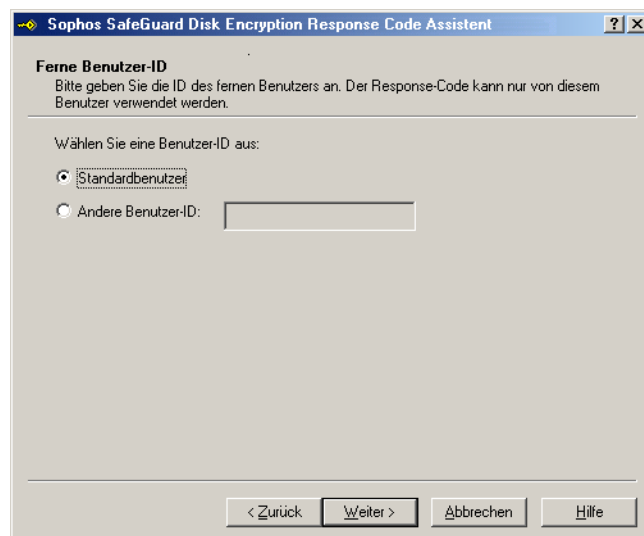 Sophos SafeGuard Disk Encryption Response Code Assistent
Ferne Benutzer-ID
Bitte geben Sie die ID des fernen Benutzers an. Der Response-Code kann nur von diesem
Benutzer verwendet werden.
Wählen Sie eine Benutzer-ID aus:
Standardbenutzer
Andere Benutzer-ID:
< Zurück Weiter > Abbrechen Hilfe